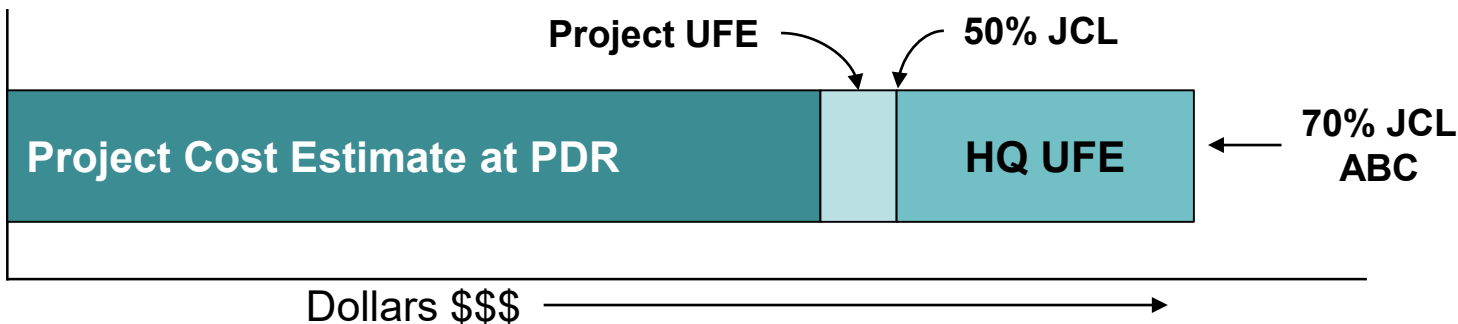 Project UFE
50% JCL
Project Cost Estimate at PDR
HQ UFE
70% JCL
ABC
Dollars $$$